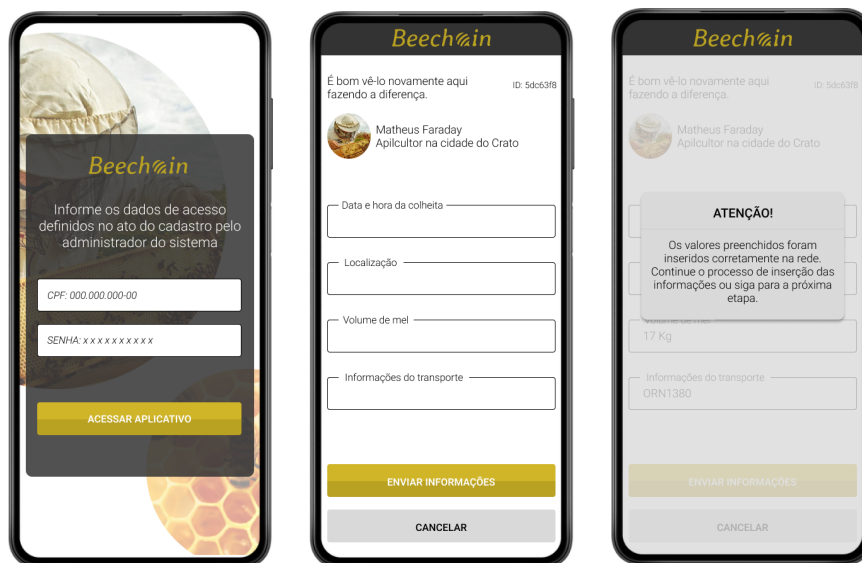 Beechain
Informe os dados de acesso
definidos no ato do cadastro pelo
administrador do sistema
CPF: 000.000.000-00
SENHA: x x x x x x x x x x
ACESSAR APLICATIVO
Beechain
É bom vê-lo novamente aqui
fazendo a diferença.
ID: 5dc63f8
Matheus Faraday
Apilcultor na cidade do Crato
Data e hora da colheita
Localização
Volume de mel
Informações do transporte
ENVIAR INFORMAÇÕES
CANCELAR
Beechain
É bom vê-lo novamente aqui
fazendo a diferença.
ID: 5dc63f8
Matheus Faraday
Apilcultor na cidade do Crato
ATENÇÃO!
Os valores preenchidos foram
inseridos corretamente na rede.
Continue o processo de inserção das
informações ou siga para a próxima
etapa.
Volume de mel
17 Kg
Informações do transporte
ORN1380
ENVIAR INFORMAÇÕES
CANCELAR